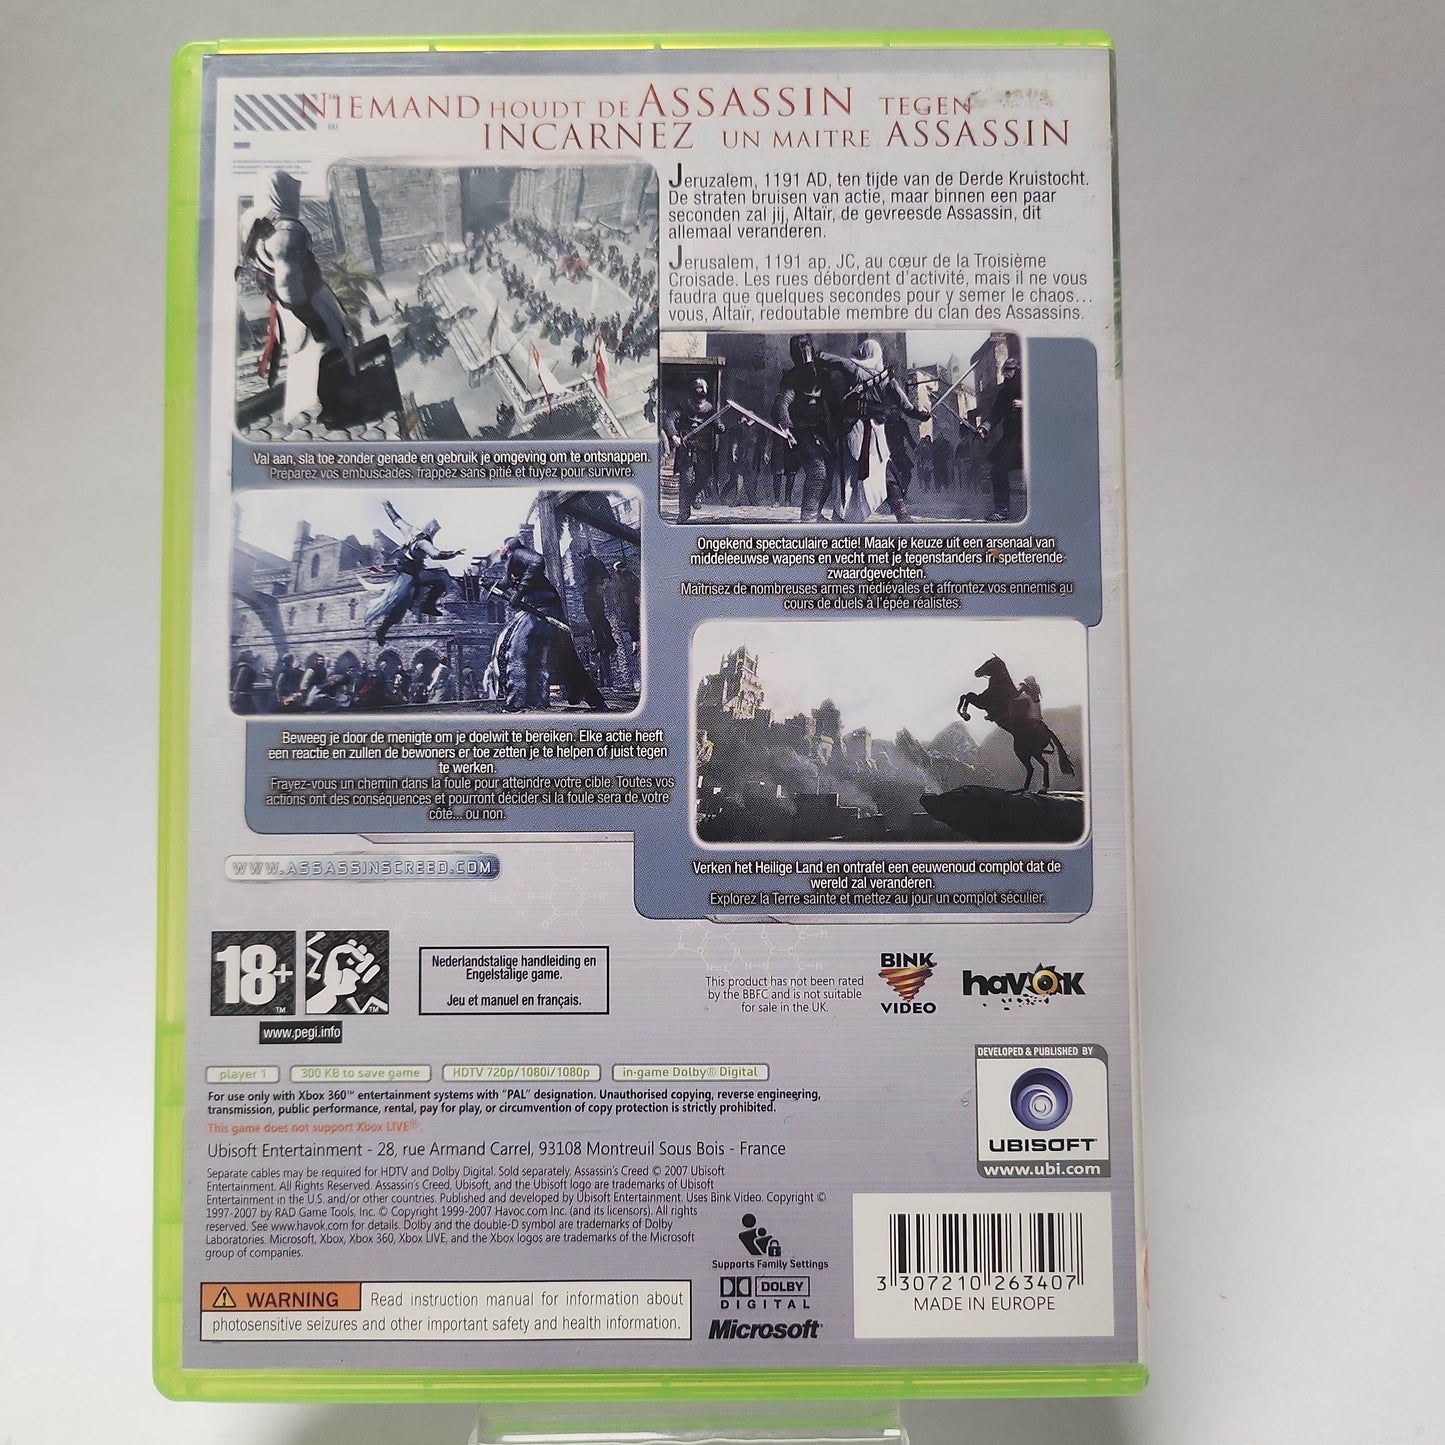 NIEMAND HOUDT DE ASSASSIN TEGEN
INCARNEZ UN MAITRE ASSASSIN
Jeruzalem, 1191 AD, ten tijde van de Derde Kruistocht.
De straten bruisen van actie, maar binnen een paar
seconden zal jij, Altaïr, de gevreesde Assassin, dit
allemaal veranderen.
Jerusalem, 1191 ap. JC, au cœur de la Troisième
Croisade. Les rues débordent d'activité, mais il ne vous
faudra que quelques secondes pour y semer le chaos...
vous, Altaïr, redoutable membre du clan des Assassins.
Val aan, sla toe zonder genade en gebruik je omgeving om te ontsnappen.
Préparez vos embuscades, frappez sans pitié et fuyez pour survivre.
Ongekend spectaculaire actie! Maak je keuze uit een arsenaal van
middeleeuwse wapens en vecht met je tegenstanders in spetterende
zwaardgevechten.
Maîtrisez de nombreuses armes médiévales et affrontez vos ennemis au
cours de duels à l'épée réalistes.
Beweeg je door de menigte om je doelwit te bereiken. Elke actie heeft
een reactie en zullen de bewoners er toe zetten je te helpen of juist tegen
te werken.
Frayez-vous un chemin dans la foule pour atteindre votre cible. Toutes vos
actions ont des conséquences et pourront décider si la foule sera de votre
côté... ou non.
Verken het Heilige Land en ontrafel een eeuwenoud complot dat de
wereld zal veranderen.
Explorez la Terre sainte et mettez au jour un complot séculier.
WWW.ASSASSINSCREED.COM
18+
TM
TM
www.pegi.info
Nederlandstalige handleiding en
Engelstalige game.
Jeu et manuel en français.
This product has not been rated
by the BBFC and is not suitable
for sale in the UK.
BINK
VIDEO
havok
player 1
300 KB to save game
HDTV 720p/1080i/1080p
in-game Dolby® Digital
For use only with Xbox 360™ entertainment systems with "PAL" designation. Unauthorised copying, reverse engineering,
transmission, public performance, rental, pay for play, or circumvention of copy protection is strictly prohibited.
This game does not support Xbox LIVE®.
Ubisoft Entertainment - 28, rue Armand Carrel, 93108 Montreuil Sous Bois - France
Separate cables may be required for HDTV and Dolby Digital. Sold separately. Assassin's Creed © 2007 Ubisoft
Entertainment. All Rights Reserved. Assassin's Creed, Ubisoft, and the Ubisoft logo are trademarks of Ubisoft
Entertainment in the U.S. and/or other countries. Published and developed by Ubisoft Entertainment. Uses Bink Video. Copyright ©
1997-2007 by RAD Game Tools, Inc. © Copyright 1999-2007 Havoc.com Inc. (and its licensors). All rights
reserved. See www.havok.com for details. Dolby and the double-D symbol are trademarks of Dolby
Laboratories. Microsoft, Xbox, Xbox 360, Xbox LIVE, and the Xbox logos are trademarks of the Microsoft
group of companies.
DEVELOPED & PUBLISHED BY
UBISOFT
www.ubi.com
Supports Family Settings
DOLBY
DIGITAL
Microsoft®
3 307210 263407
MADE IN EUROPE
WARNING Read instruction manual for information about
photosensitive seizures and other important safety and health information.